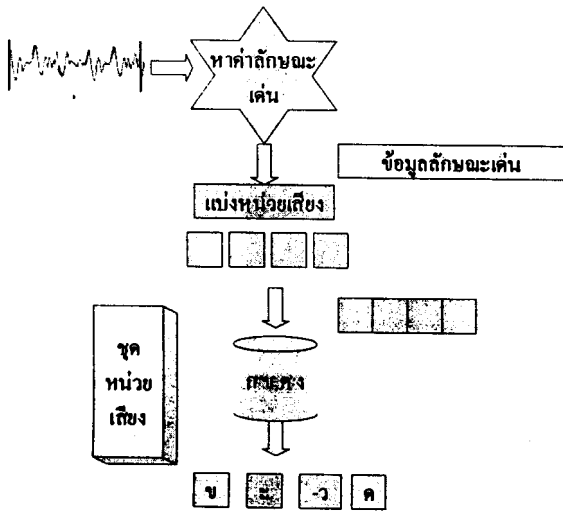 หาค่าลักษณะ
เด่น
ข้อมูลลักษณะเด่น
แบ่งหน่วยเสียง
ชุด
หน่วย
เสียง
ข
-ว
ด